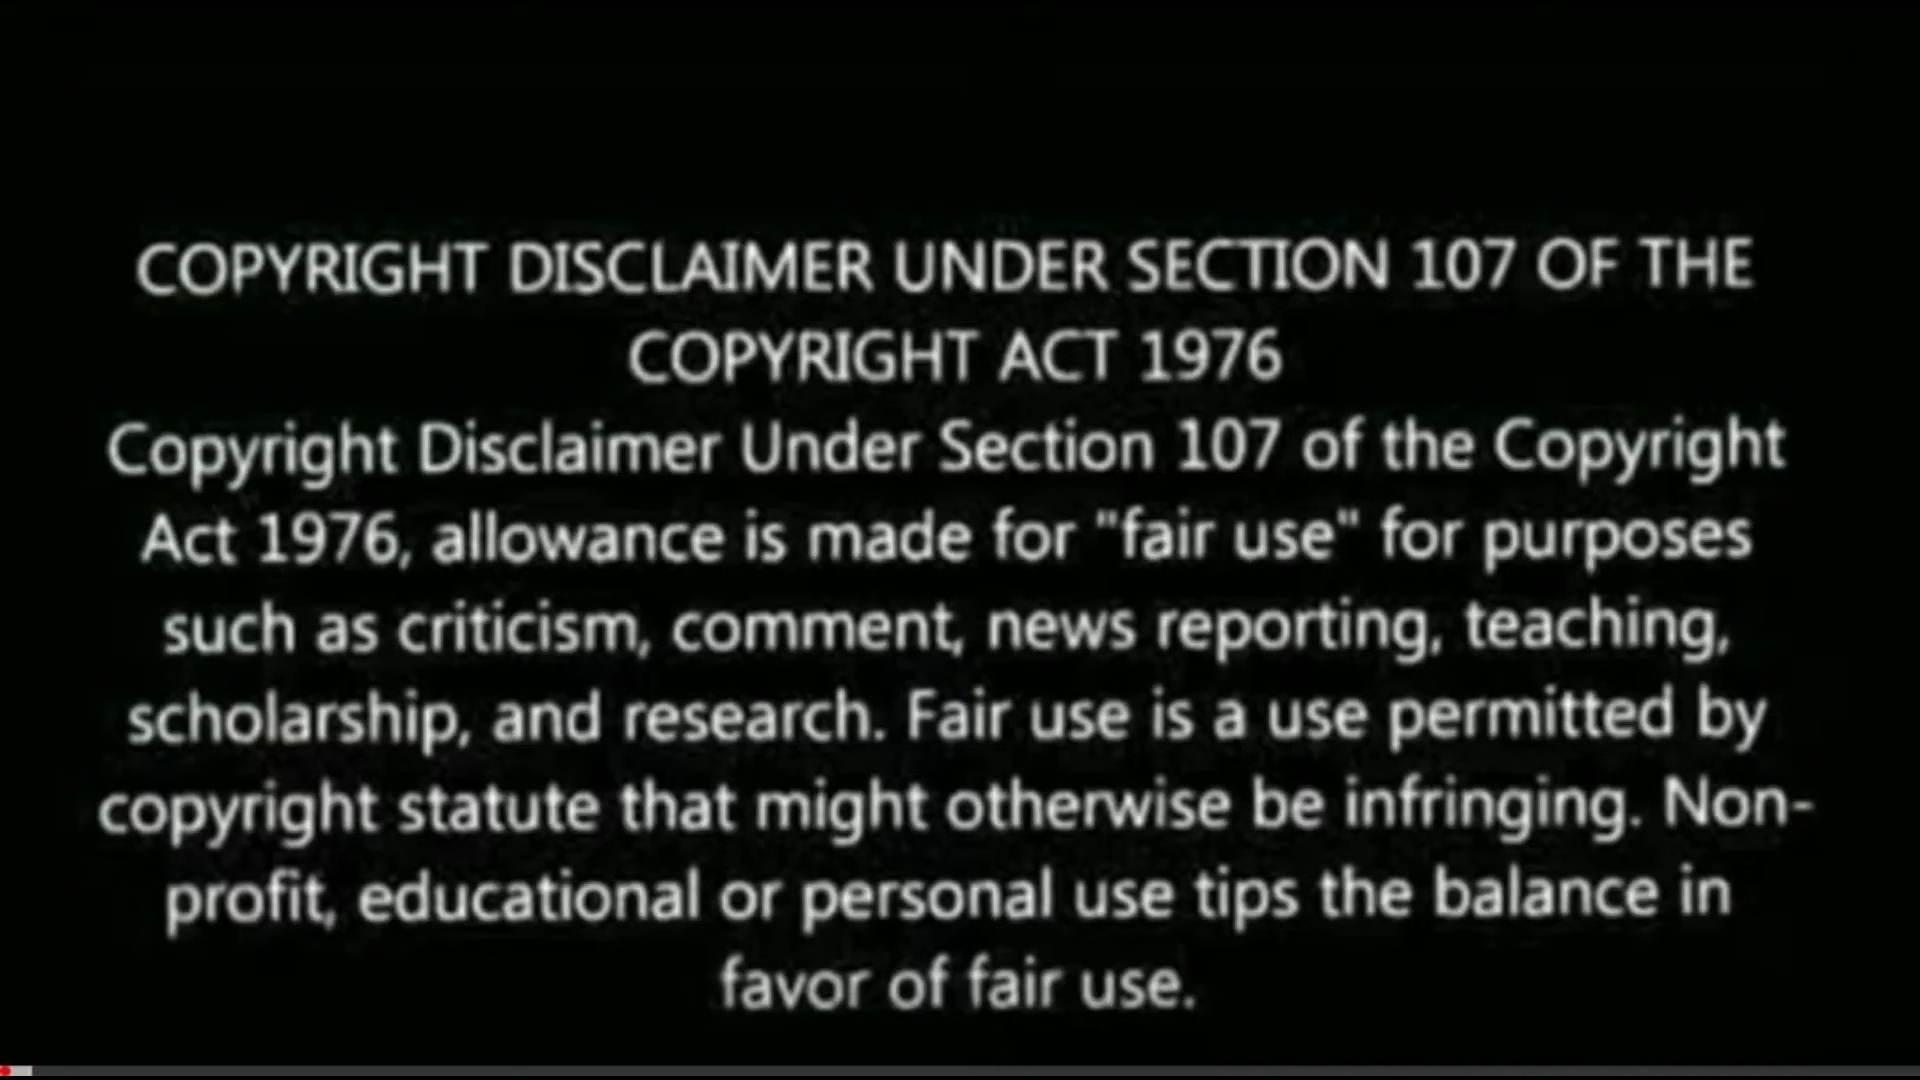 COPYRIGHT DISCLAIMER UNDER SECTION 107 OF THE
COPYRIGHT ACT 1976
Copyright Disclaimer Under Section 107 of the Copyright
Act 1976, allowance is made for "fair use" for purposes
such as criticism, comment, news reporting, teaching,
scholarship, and research. Fair use is a use permitted by
copyright statute that might otherwise be infringing. Non-
profit, educational or personal use tips the balance in
favor of fair use.